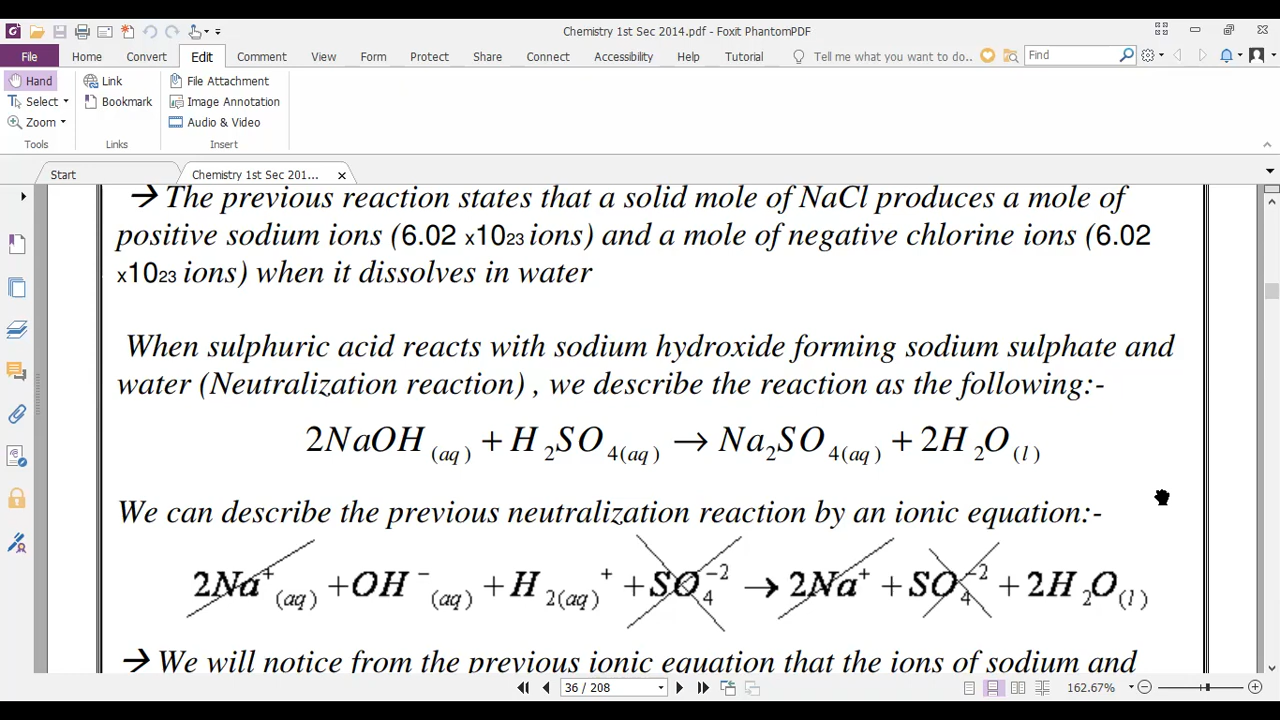 Chemistry 1st Sec 2014.pdf - Foxit PhantomPDF
File Home Convert Edit Comment View Form Protect Share Connect Accessibility Help Tutorial Tell me what you want to do.. Find
Hand Link File Attachment
Select Bookmark Image Annotation
Zoom Audio & Video
Tools Links Insert
Start Chemistry 1st Sec 201...
→ The previous reaction states that a solid mole of NaCl produces a mole of
positive sodium ions (6.02 x10₂₃ ions) and a mole of negative chlorine ions (6.02
x10₂₃ ions) when it dissolves in water
When sulphuric acid reacts with sodium hydroxide forming sodium sulphate and
water (Neutralization reaction) , we describe the reaction as the following:-
2NaOH (aq) + H₂SO₄(aq) → Na₂SO₄(aq) + 2H₂O(l)
We can describe the previous neutralization reaction by an ionic equation:-
2Na⁺(aq) + OH⁻(aq) + H₂(aq)⁺ + SO₄⁻² → 2Na⁺ + SO₄⁻² + 2H₂O(l)
→ We will notice from the previous ionic equation that the ions of sodium and
36 / 208 162.67%